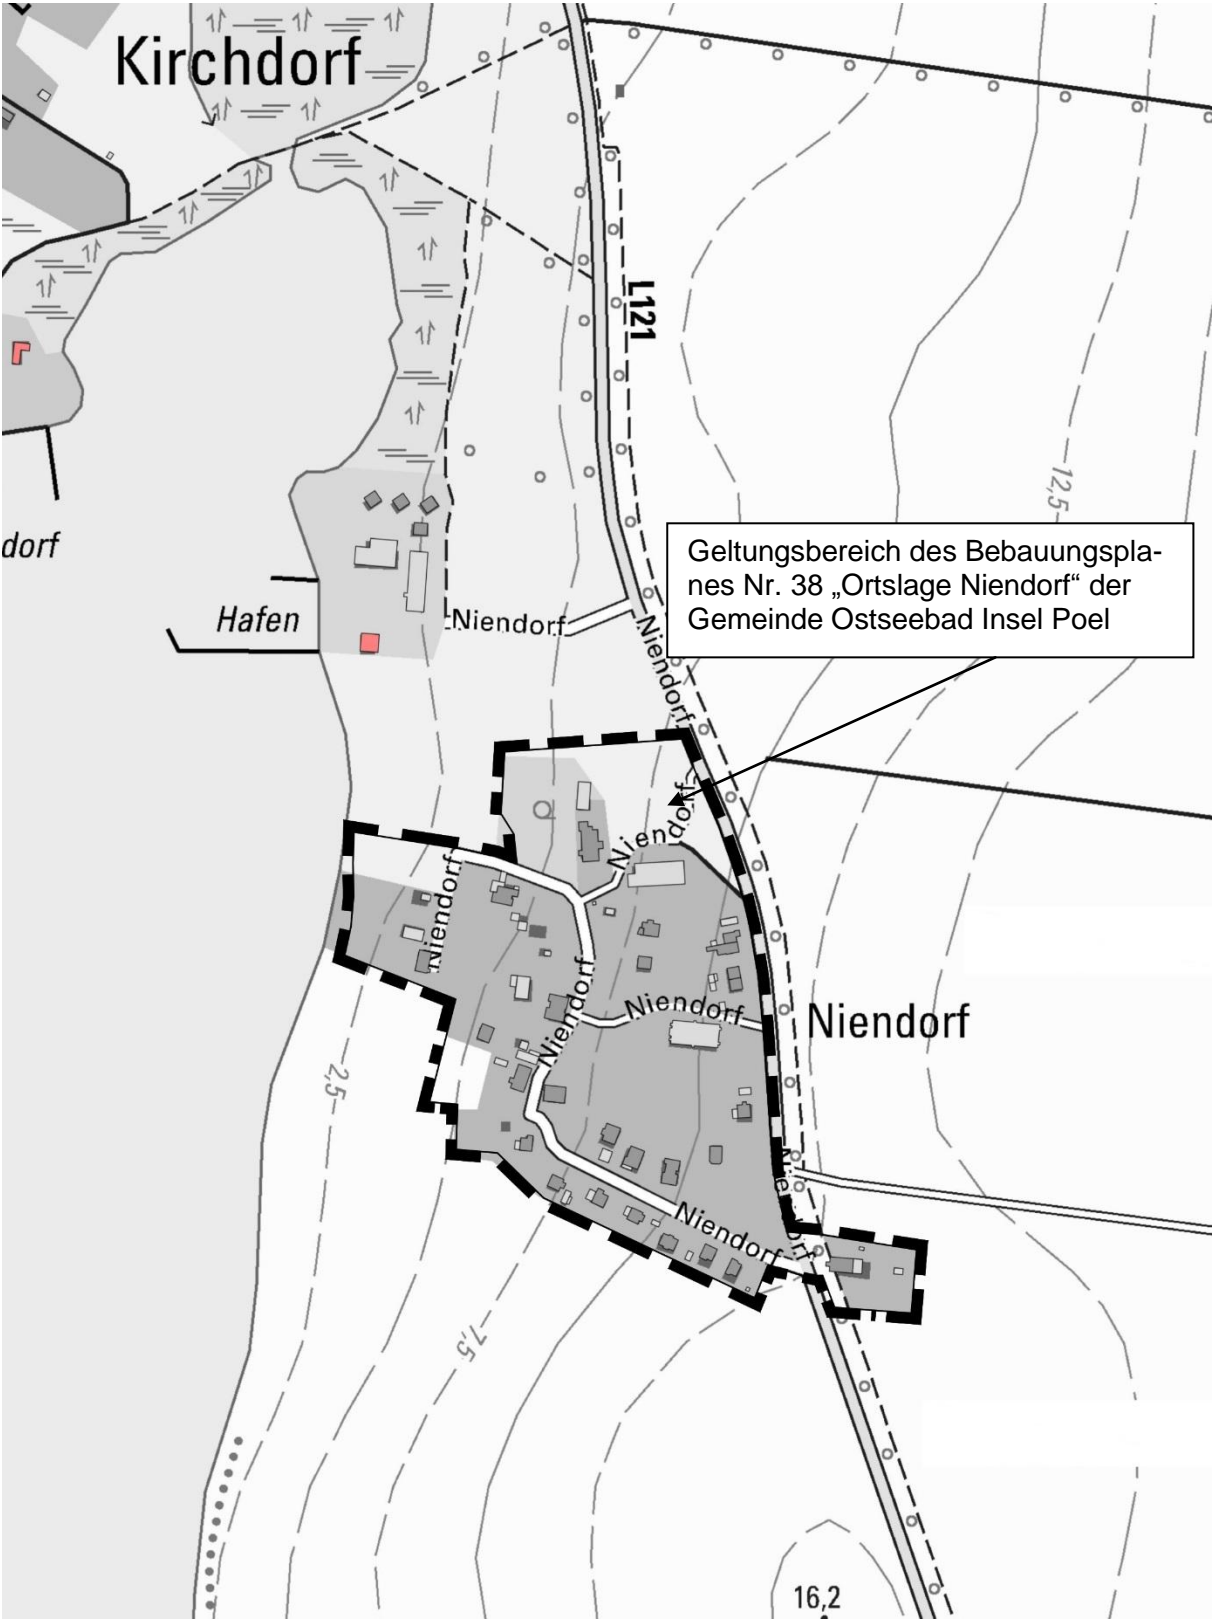 Kirchdorf
L121
12,5
dorf
Geltungsbereich des Bebauungspla-
nes Nr. 38 „Ortslage Niendorf“ der
Gemeinde Ostseebad Insel Poel
Hafen
Niendorf
Niendorf
Niendorf
Niendorf
Niendorf
Niendorf
Niendorf
2,5
Niendorf
Niendorf
7,5
16,2